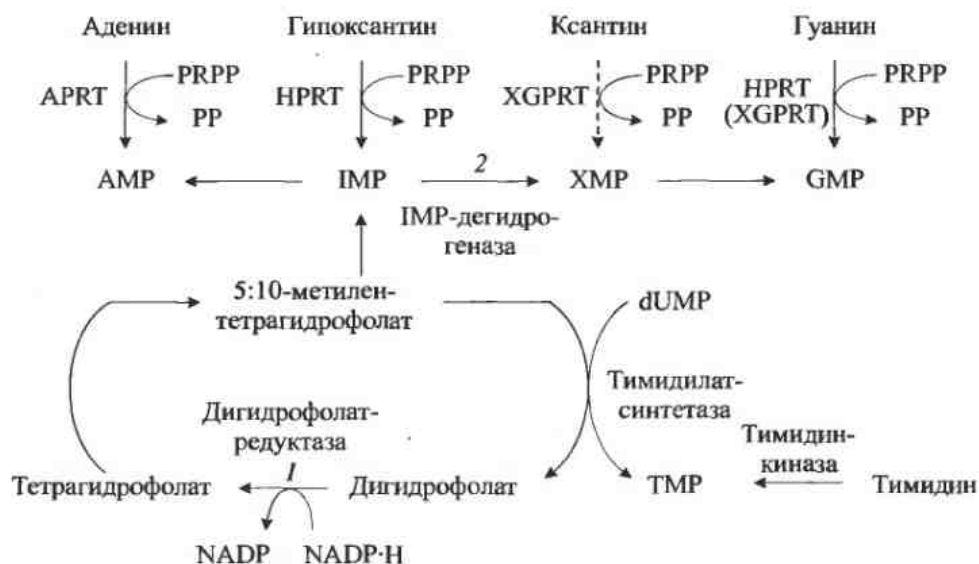 Аденин Гипоксантин Ксантин Гуанин
PRPP PRPP PRPP PRPP
APRT HPRT XGPRT HPRT
(XGPRT)
PP PP PP PP
2
AMP IMP XMP GMP
IMP-дегидро-
геназа
5:10-метилен-
тетрагидрофолат
dUMP
Тимидилат-
синтетаза
Дигидрофолат-
редуктаза
Тимидин-
киназа
1
Тетрагидрофолат Дигидрофолат TMP Тимидин
NADP NADP·H